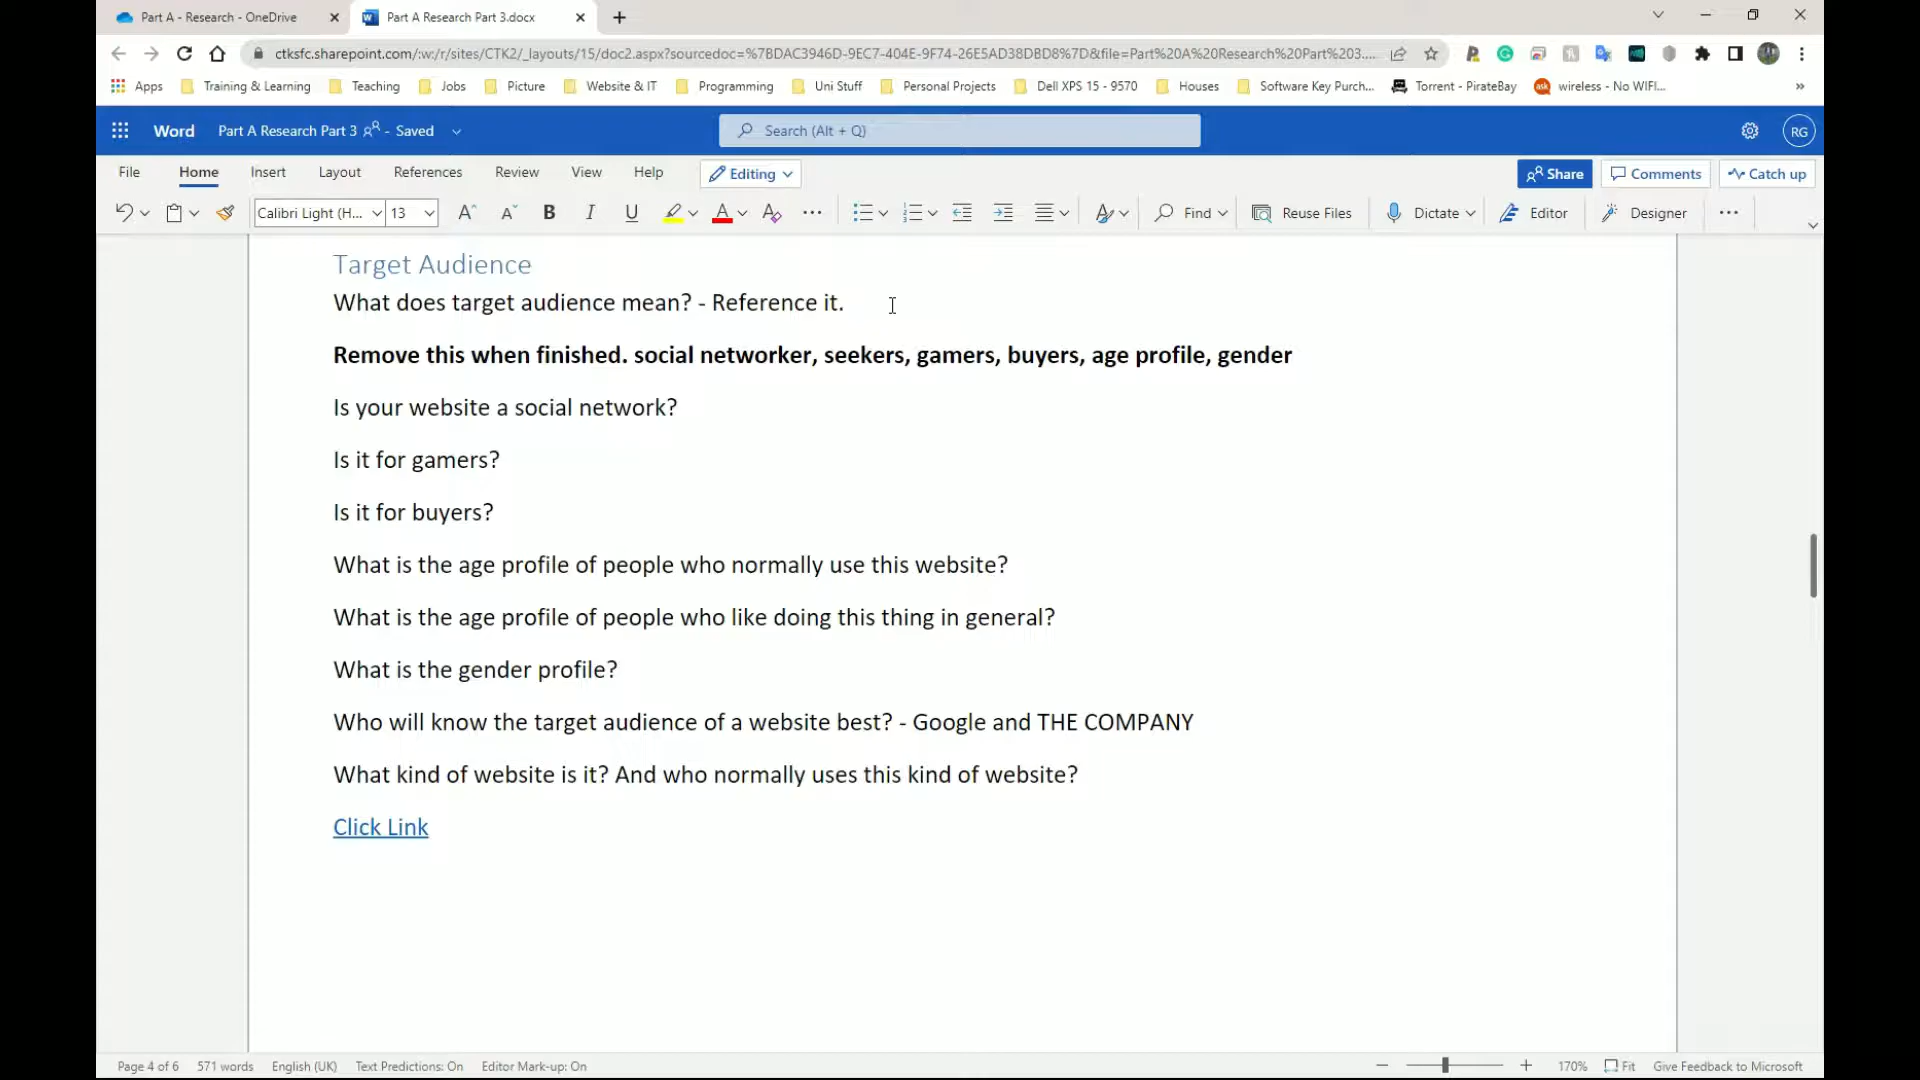 Part A - Research - OneDrive
Part A Research Part 3.docx
ctksfc.sharepoint.com/:w:/r/sites/CTK2/_layouts/15/doc2.aspx?sourcedoc=%7BDAC3946D-9EC7-404E-9F74-26E5AD38DBD8%7D&file=Part%20A%20Research%20Part%203....
Apps Training & Learning Teaching Jobs Picture Website & IT Programming Uni Stuff Personal Projects Dell XPS 15 - 9570 Houses Software Key Purch... Torrent - PirateBay wireless - No WIFI... »
Word Part A Research Part 3 - Saved Search (Alt + Q) RG
File Home Insert Layout References Review View Help Editing Share Comments Catch up
Calibri Light (H... 13 A A B I U A A ... Find Reuse Files Dictate Editor Designer ...
Target Audience
What does target audience mean? - Reference it.
Remove this when finished. social networker, seekers, gamers, buyers, age profile, gender
Is your website a social network?
Is it for gamers?
Is it for buyers?
What is the age profile of people who normally use this website?
What is the age profile of people who like doing this thing in general?
What is the gender profile?
Who will know the target audience of a website best? - Google and THE COMPANY
What kind of website is it? And who normally uses this kind of website?
Click Link
Page 4 of 6 571 words English (UK) Text Predictions: On Editor Mark-up: On 170% Fit Give Feedback to Microsoft